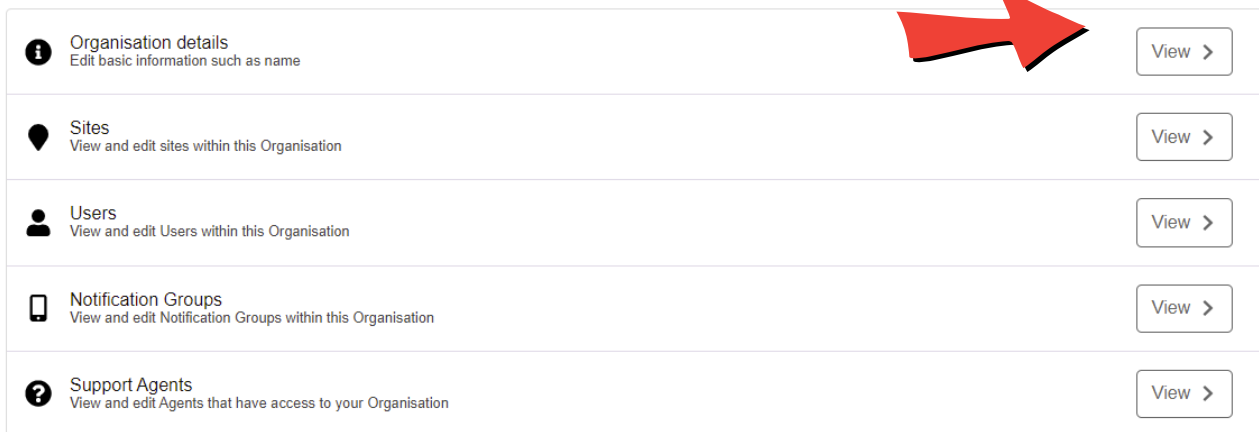 Organisation details
Edit basic information such as name
View
Sites
View and edit sites within this Organisation
View
Users
View and edit Users within this Organisation
View
Notification Groups
View and edit Notification Groups within this Organisation
View
Support Agents
View and edit Agents that have access to your Organisation
View